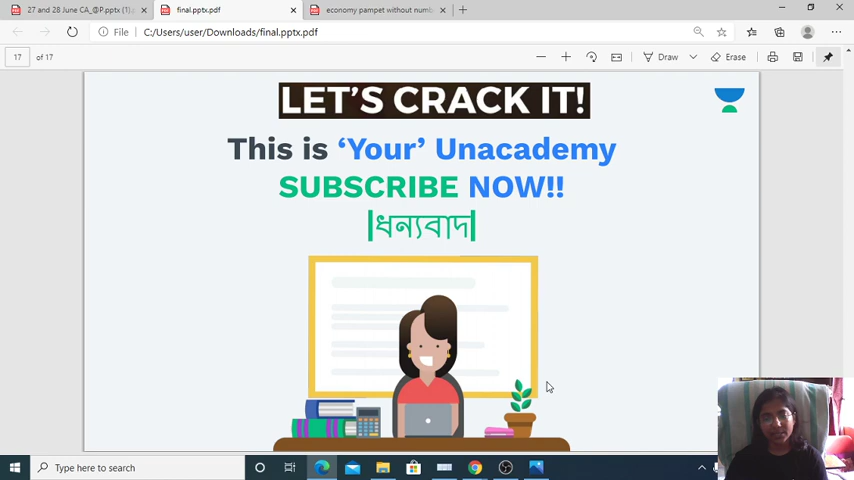 27 and 28 June CA_@P.pptx (1).
final.pptx.pdf
economy pampet without numb
File
C:/Users/user/Downloads/final.pptx.pdf
17 of 17
Draw
Erase
LET'S CRACK IT!
This is ‘Your’ Unacademy
SUBSCRIBE NOW!!
|ধন্যবাদ|
Type here to search